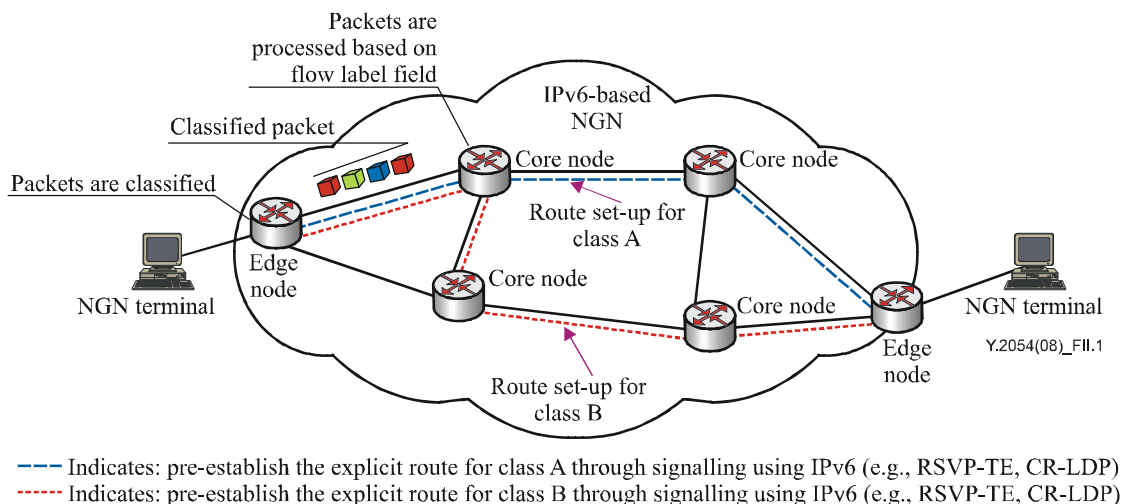 Packets are
processed based on
flow label field
IPv6-based
NGN
Classified packet
Core node
Core node
Packets are classified
Route set-up for
class A
Edge
node
NGN terminal
Core node
Core node
NGN terminal
Edge
node
Y.2054(08)_FII.1
Route set-up for
class B
Indicates: pre-establish the explicit route for class A through signalling using IPv6 (e.g., RSVP-TE, CR-LDP)
Indicates: pre-establish the explicit route for class B through signalling using IPv6 (e.g., RSVP-TE, CR-LDP)